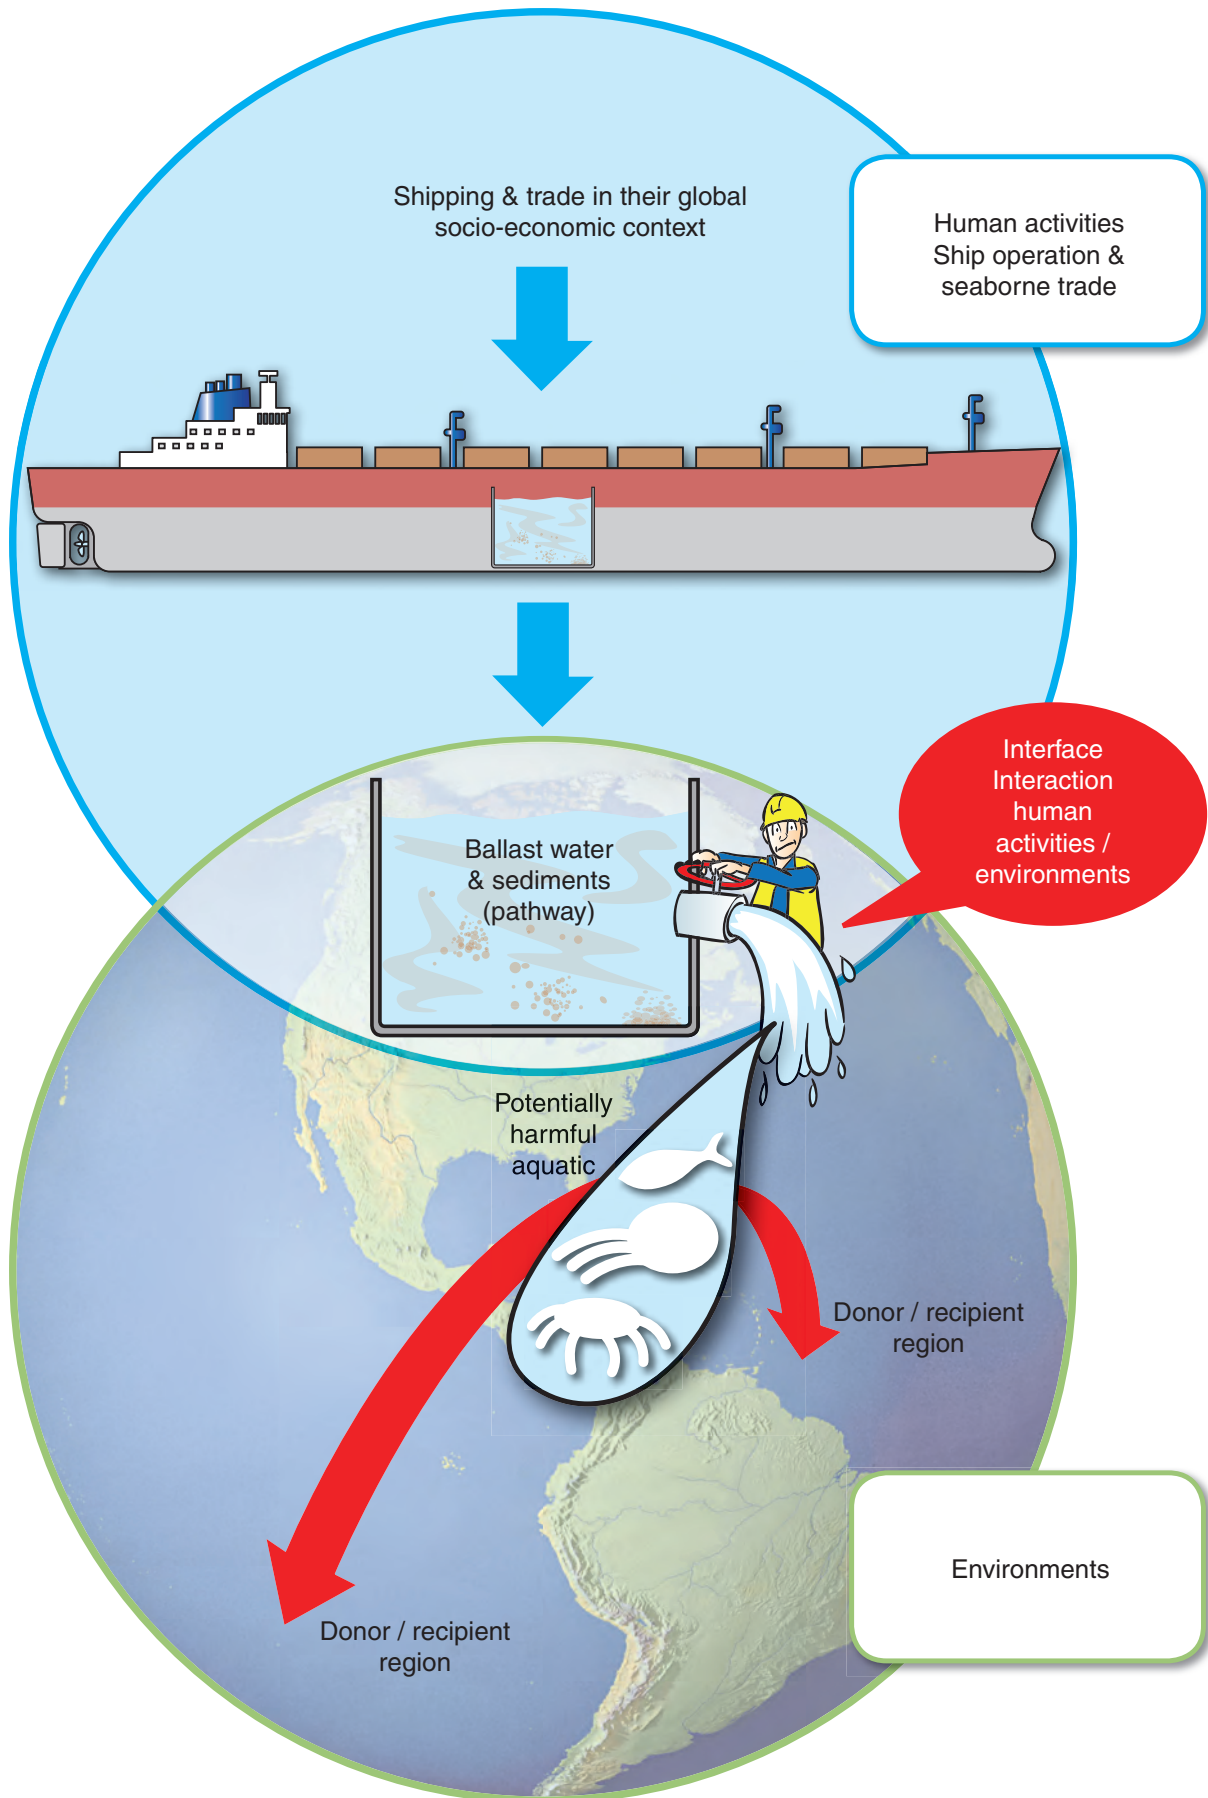 Shipping & trade in their global
socio-economic context
Human activities
Ship operation &
seaborne trade
Interface
Interaction
human
activities /
environments
Ballast water
& sediments
(pathway)
Potentially
harmful
aquatic
Donor / recipient
region
Environments
Donor / recipient
region